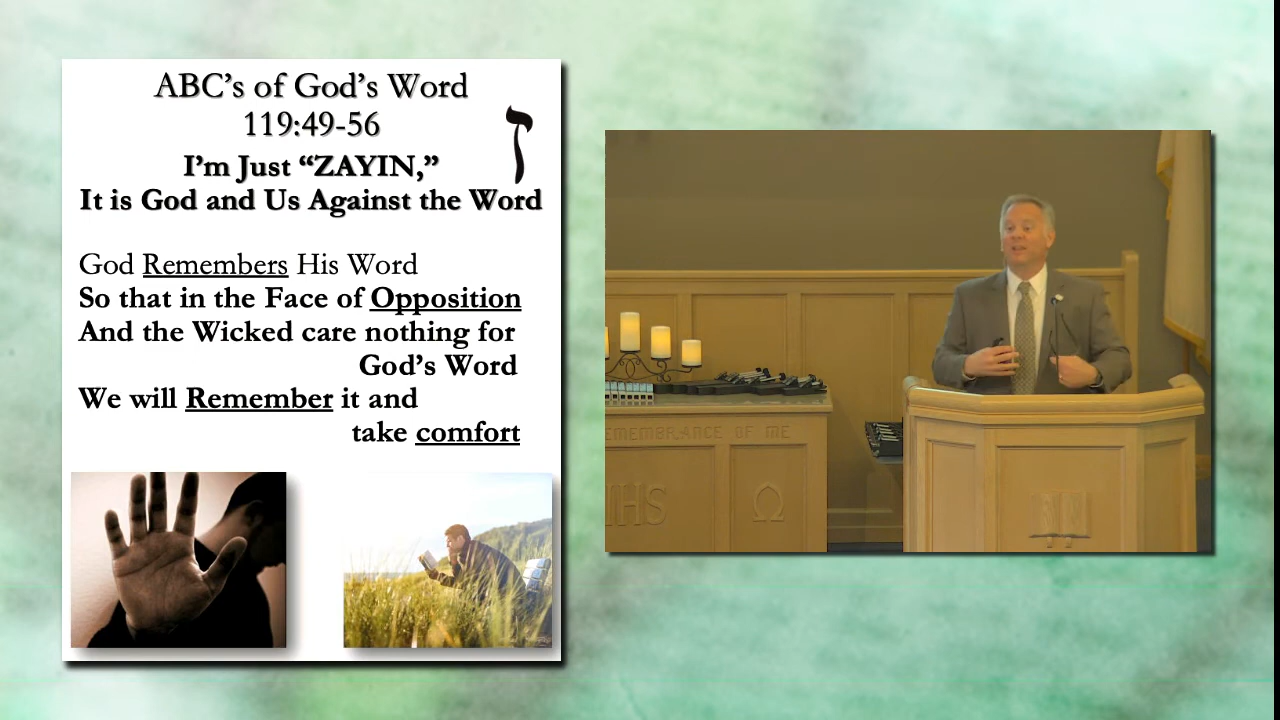 ABC's of God's Word
119:49-56
ז
I'm Just “ZAYIN,”
It is God and Us Against the Word
God Remembers His Word
So that in the Face of Opposition
And the Wicked care nothing for
God's Word
We will Remember it and
take comfort
EMEMBRANCE OF ME
IHS
Ω